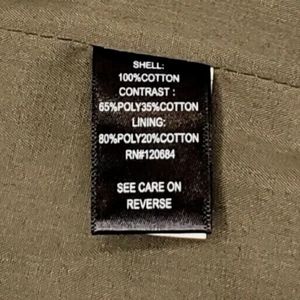 SHELL:
100%COTTON
CONTRAST :
65%POLY35%COTTON
LINING:
80%POLY20%COTTON
RN#120684
SEE CARE ON
REVERSE